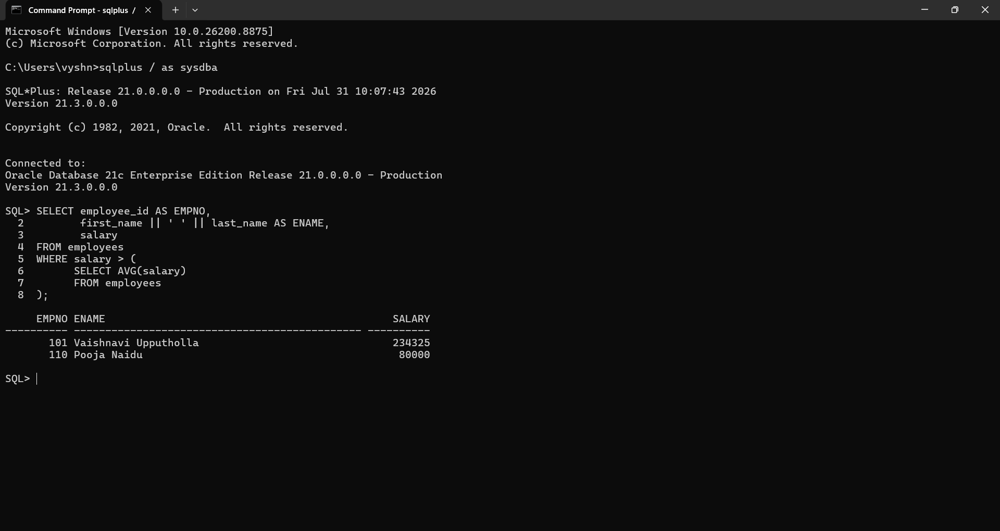 Command Prompt - sqlplus /
Microsoft Windows [Version 10.0.26200.8875]
(c) Microsoft Corporation. All rights reserved.
C:\Users\vyshn>sqlplus / as sysdba
SQL*Plus: Release 21.0.0.0.0 - Production on Fri Jul 31 10:07:43 2026
Version 21.3.0.0.0
Copyright (c) 1982, 2021, Oracle.  All rights reserved.
Connected to:
Oracle Database 21c Enterprise Edition Release 21.0.0.0.0 - Production
Version 21.3.0.0.0
SQL> SELECT employee_id AS EMPNO,
  2         first_name || ' ' || last_name AS ENAME,
  3         salary
  4  FROM employees
  5  WHERE salary > (
  6        SELECT AVG(salary)
  7        FROM employees
  8  );
     EMPNO ENAME                                              SALARY
---------- ---------------------------------------------- ----------
       101 Vaishnavi Upputholla                               234325
       110 Pooja Naidu                                         80000
SQL>